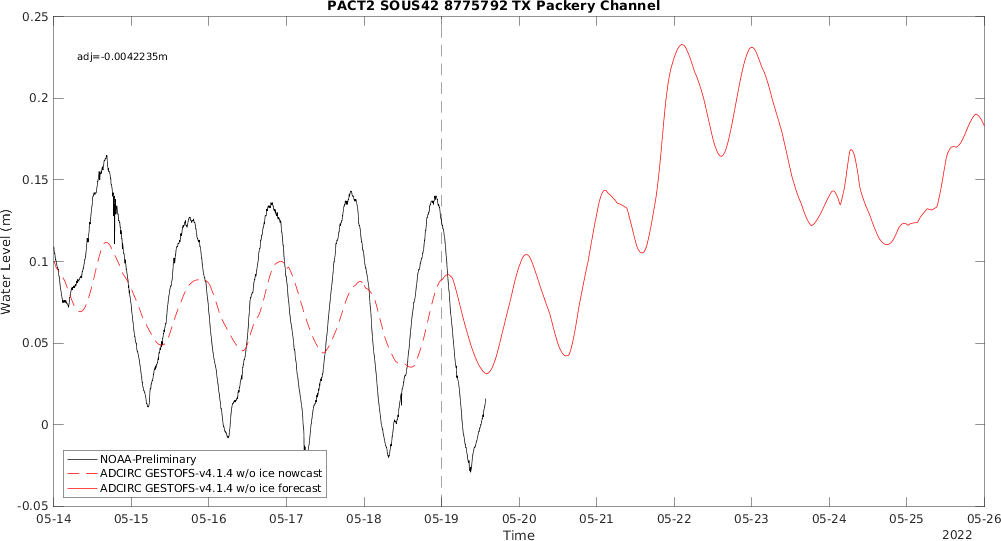 PACT2 SOUS42 8775792 TX Packery Channel
adj=-0.0042235m
0.25
0.2
0.15
0.1
0.05
0
-0.05
Water Level (m)
NOAA-Preliminary
ADCIRC GESTOFS-v4.1.4 w/o ice nowcast
ADCIRC GESTOFS-v4.1.4 w/o ice forecast
05-14 05-15 05-16 05-17 05-18 05-19 05-20 05-21 05-22 05-23 05-24 05-25 05-26
Time
2022